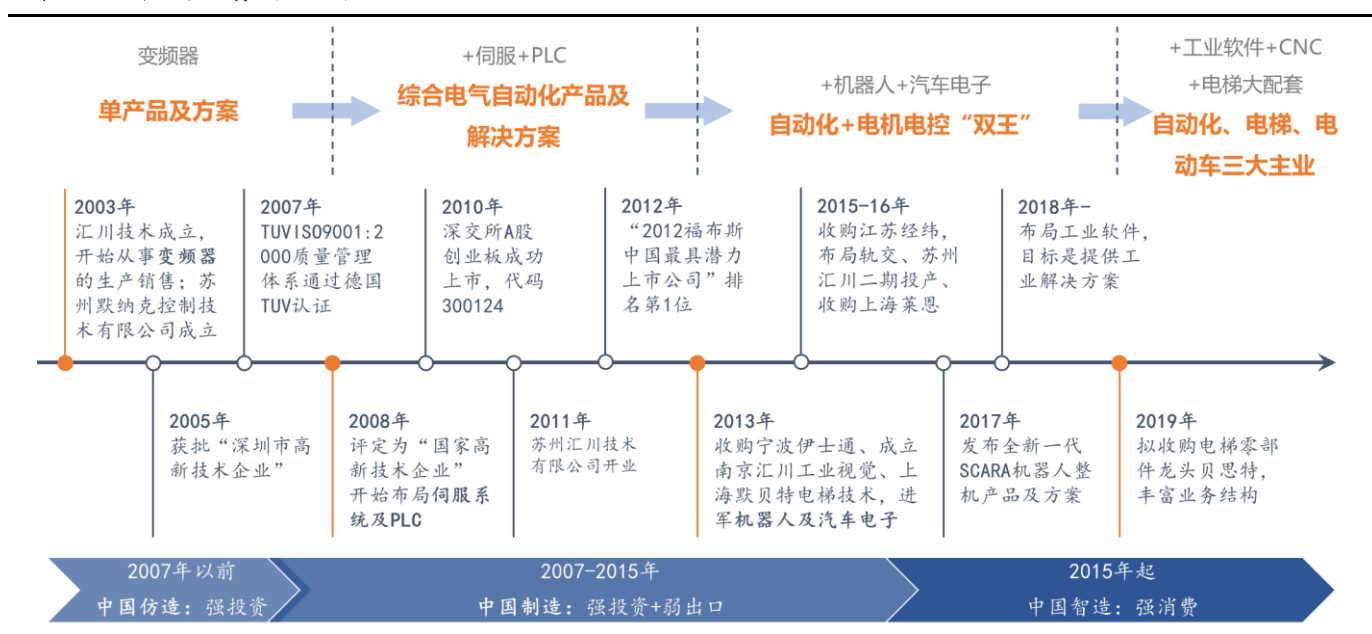 变频器
单产品及方案
+伺服+PLC
综合电气自动化产品及
解决方案
+机器人+汽车电子
自动化+电机电控“双王”
+工业软件+CNC
+电梯大配套
自动化、电梯、电
动车三大主业
2003年
汇川技术成立，
开始从事变频器
的生产销售；苏
州默纳克控制技
术有限公司成立
2007年
TUVISO9001:2
000质量管理
体系通过德国
TUV认证
2010年
深交所A股
创业板成功
上市，代码
300124
2012年
“2012福布斯
中国最具潜力
上市公司”排
名第1位
2015-16年
收购江苏经纬，
布局轨交、苏州
汇川二期投产、
收购上海莱恩
2018年-
布局工业软件，
目标是提供工
业解决方案
2005年
获批“深圳市高
新技术企业”
2008年
评定为“国家高
新技术企业”
开始布局伺服系
统及PLC
2011年
苏州汇川技术
有限公司开业
2013年
收购宁波伊士通、成立
南京汇川工业视觉、上
海默贝特电梯技术，进
军机器人及汽车电子
2017年
发布全新一代
SCARA机器人整
机产品及方案
2019年
拟收购电梯零部
件龙头贝思特，
丰富业务结构
2007年以前
中国仿造：强投资
2007-2015年
中国制造：强投资+弱出口
2015年起
中国智造：强消费